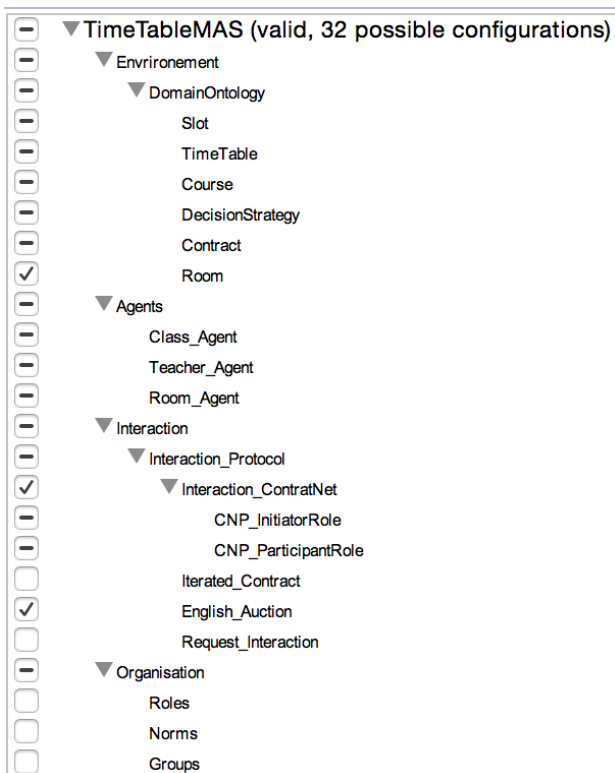 TimeTableMAS (valid, 32 possible configurations)
Envrironement
DomainOntology
Slot
TimeTable
Course
DecisionStrategy
Contract
Room
Agents
Class_Agent
Teacher_Agent
Room_Agent
Interaction
Interaction_Protocol
Interaction_ContratNet
CNP_InitiatorRole
CNP_ParticipantRole
Iterated_Contract
English_Auction
Request_Interaction
Organisation
Roles
Norms
Groups